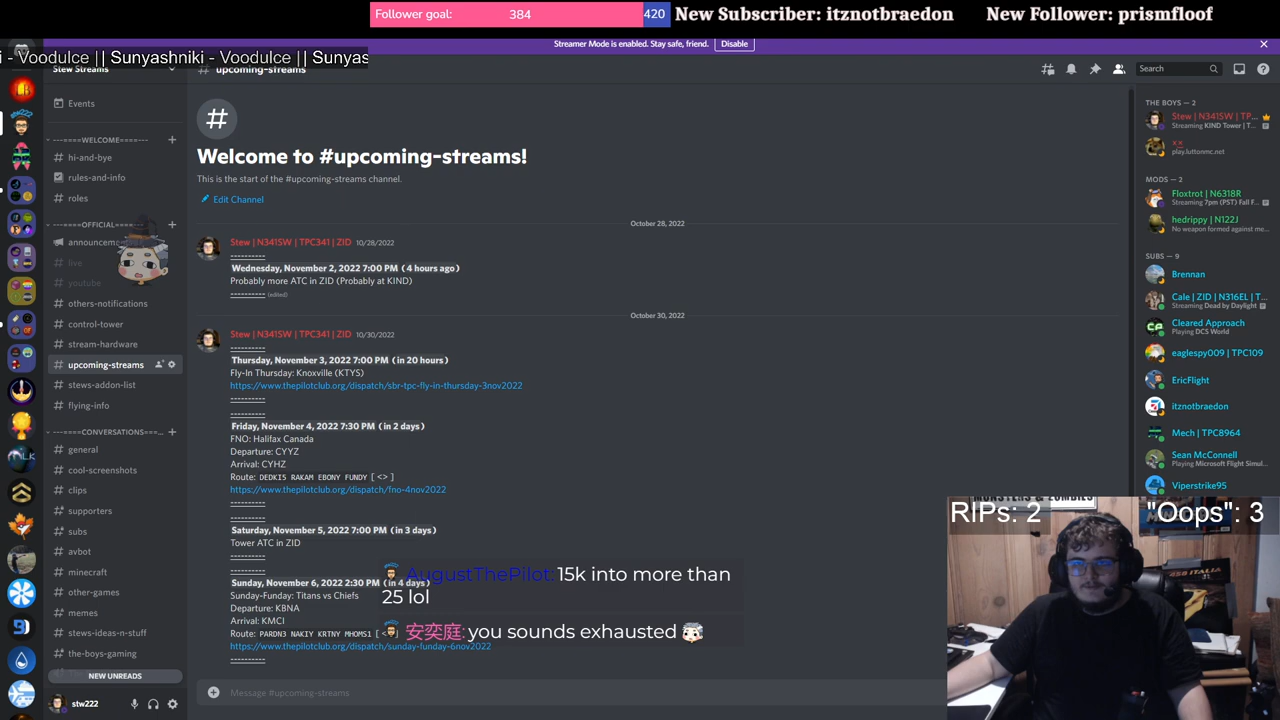 Follower goal: 384 420 New Subscriber: itznotbraedon New Follower: prismfloof
Streamer Mode is enabled. Stay safe, friend. Disable
i - Voodulce || Sunyashniki - Voodulce || Sunyas
Stew Streams
# upcoming-streams
Search
Events
---====WELCOME====---
# hi-and-bye
rules-and-info
# roles
---====OFFICIAL====---
# live
# youtube
# others-notifications
# control-tower
# stream-hardware
# upcoming-streams
# stews-addon-list
# flying-info
---====CONVERSATIONS==...
# general
# cool-screenshots
# clips
# supporters
# subs
# avbot
# minecraft
# other-games
# memes
# stews-ideas-n-stuff
# the-boys-gaming
NEW UNREADS
stw222
#
Welcome to #upcoming-streams!
This is the start of the #upcoming-streams channel.
Edit Channel
October 28, 2022
Stew | N341SW | TPC341 | ZID 10/28/2022
----------
Wednesday, November 2, 2022 7:00 PM (4 hours ago)
Probably more ATC in ZID (Probably at KIND)
---------- (edited)
October 30, 2022
Stew | N341SW | TPC341 | ZID 10/30/2022
----------
Thursday, November 3, 2022 7:00 PM (in 20 hours)
Fly-In Thursday: Knoxville (KTYS)
https://www.thepilotclub.org/dispatch/sbr-tpc-fly-in-thursday-3nov2022
----------
----------
Friday, November 4, 2022 7:30 PM (in 2 days)
FNO: Halifax Canada
Departure: CYYZ
Arrival: CYHZ
Route: DEDKIS RAKAM EBONY FUNDY [ <> ]
https://www.thepilotclub.org/dispatch/fno-4nov2022
----------
----------
Saturday, November 5, 2022 7:00 PM (in 3 days)
Tower ATC in ZID
----------
----------
Sunday, November 6, 2022 2:30 PM (in 4 days)
Sunday-Funday: Titans vs Chiefs
Departure: KBNA
Arrival: KMCI
Route: PARDN3 NAKIY KRTNY MHOMS1 [ <
https://www.thepilotclub.org/dispatch/sunday-funday-6nov2022
----------
AugustThePilot: 15k into more than
25 lol
安奕庭: you sounds exhausted
Message #upcoming-streams
THE BOYS — 2
Stew | N341SW | TP...
Streaming KIND Tower | T...
play.luttonmc.net
MODS — 2
Floxtrot | N6318R
Streaming 7pm (PST) Fall F...
hedrippy | N122J
No weapon formed against me...
SUBS — 9
Brennan
Cale | ZID | N316EL | T...
Streaming Dead by Daylight
Cleared Approach
Playing DCS World
eaglespy009 | TPC109
EricFlight
itznotbraedon
Mech | TPC8964
Sean McConnell
Playing Microsoft Flight Simul...
Viperstrike95
RIPs: 2 "Oops": 3